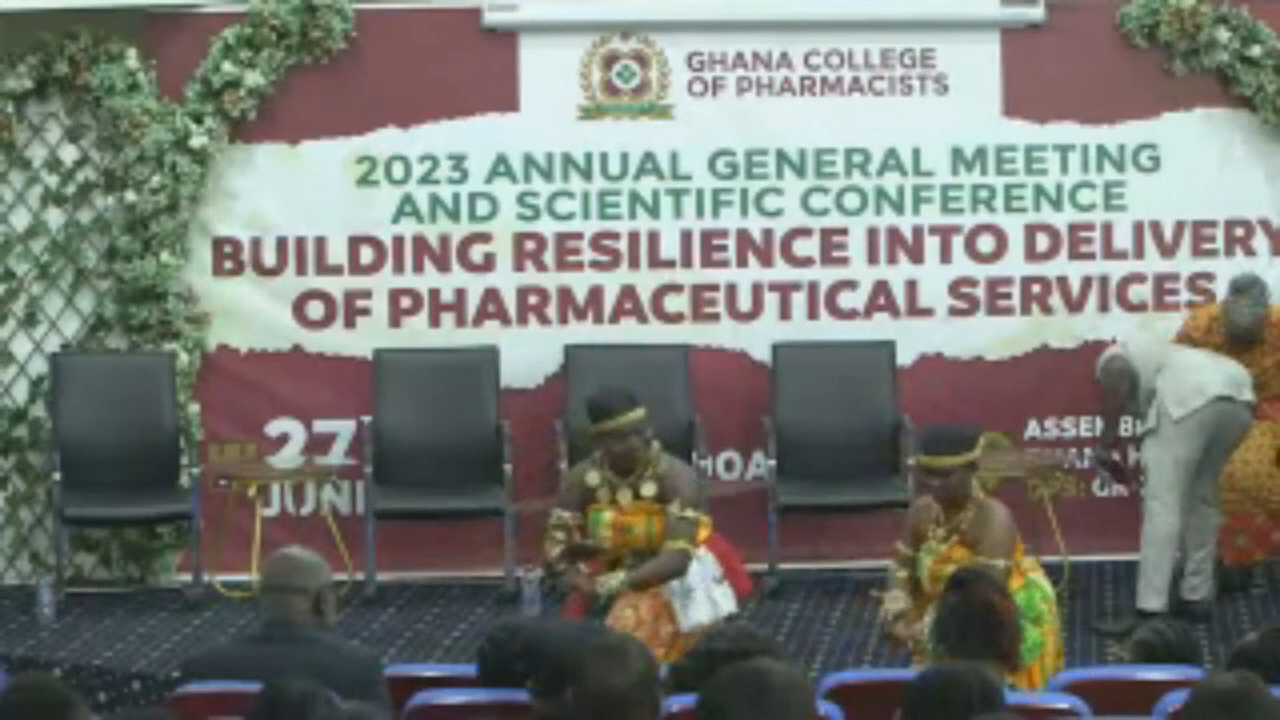 GHANA COLLEGE
OF PHARMACISTS
2023 ANNUAL GENERAL MEETING
AND SCIENTIFIC CONFERENCE
BUILDING RESILIENCE INTO DELIVERY
OF PHARMACEUTICAL SERVICES
27
JUNE